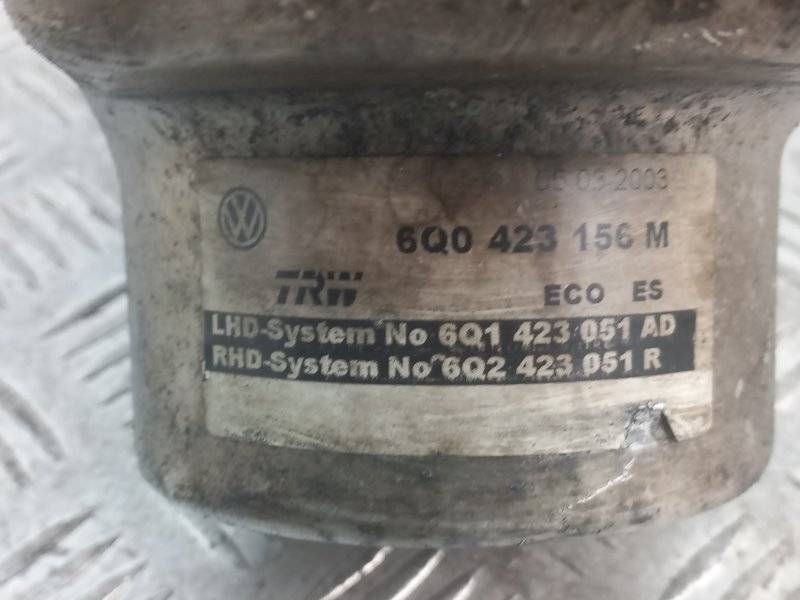 05 03 2003
6Q0 423 156 M
TRW ECO ES
LHD-System No 6Q1 423 051 AD
RHD-System No 6Q2 423 051 R